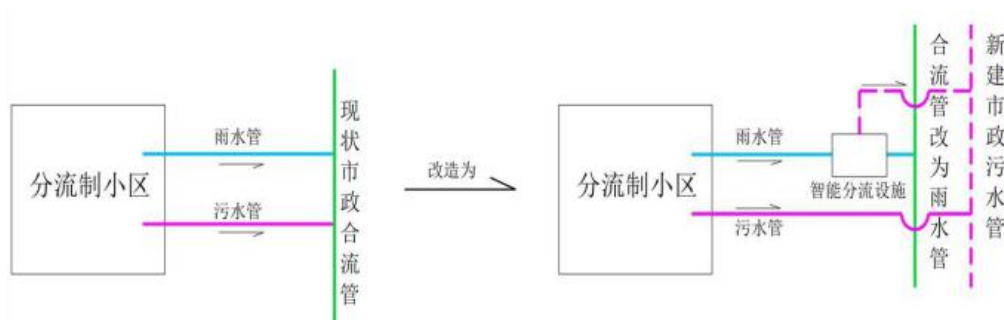 分流制小区
雨水管
污水管
现状市政合流管
改造为
分流制小区
雨水管
智能分流设施
污水管
合流管改为雨水管
新建市政污水管